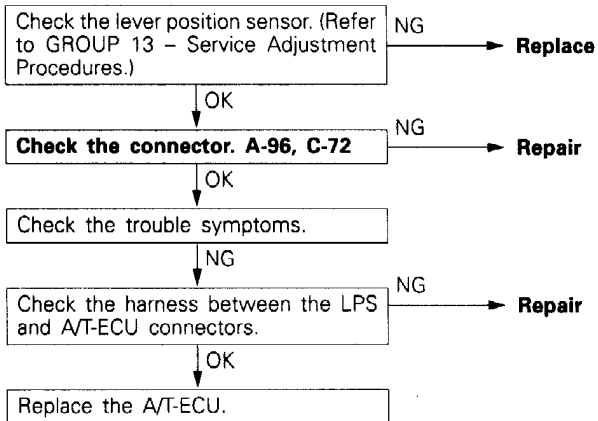 Check the lever position sensor. (Refer
to GROUP 13 – Service Adjustment
Procedures.)
NG
Replace
OK
Check the connector. A-96, C-72
NG
Repair
OK
Check the trouble symptoms.
NG
Check the harness between the LPS
and A/T-ECU connectors.
NG
Repair
OK
Replace the A/T-ECU.